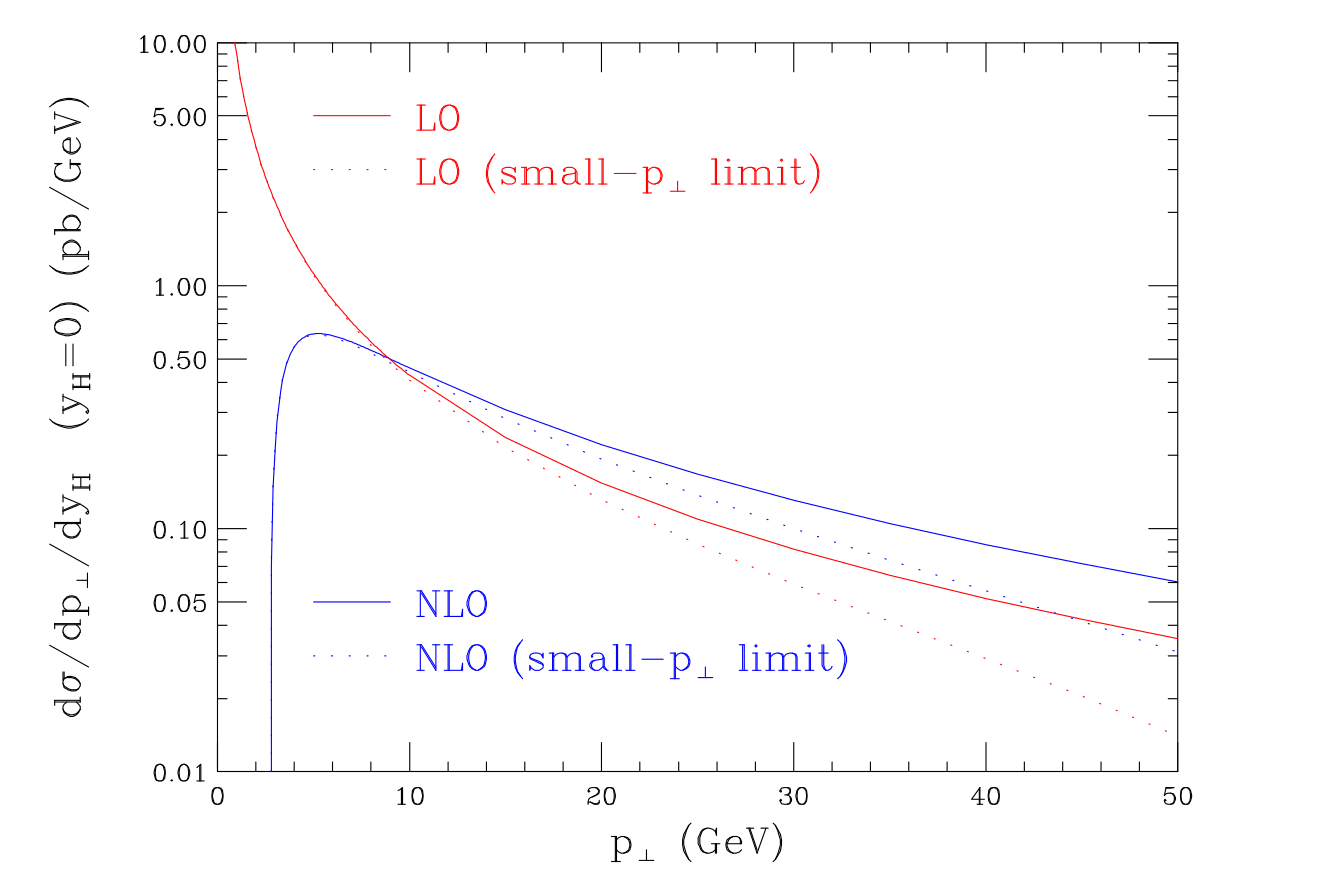 dσ/dp⊥/dyH (yH=0) (pb/GeV)
10.00
5.00
1.00
0.50
0.10
0.05
0.01
LO
LO (small−p⊥ limit)
NLO
NLO (small−p⊥ limit)
0 10 20 30 40 50
p⊥ (GeV)